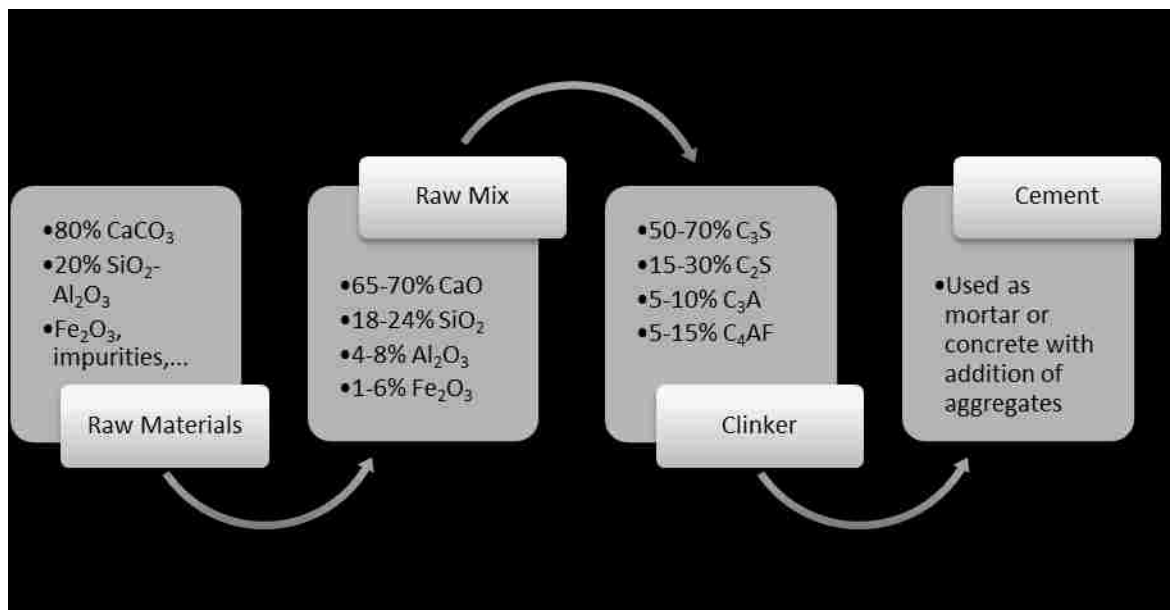 •80% CaCO₃
•20% SiO₂-
Al₂O₃
•Fe₂O₃,
impurities,...
Raw Materials
Raw Mix
•65-70% CaO
•18-24% SiO₂
•4-8% Al₂O₃
•1-6% Fe₂O₃
•50-70% C₃S
•15-30% C₂S
•5-10% C₃A
•5-15% C₄AF
Clinker
Cement
•Used as
mortar or
concrete with
addition of
aggregates